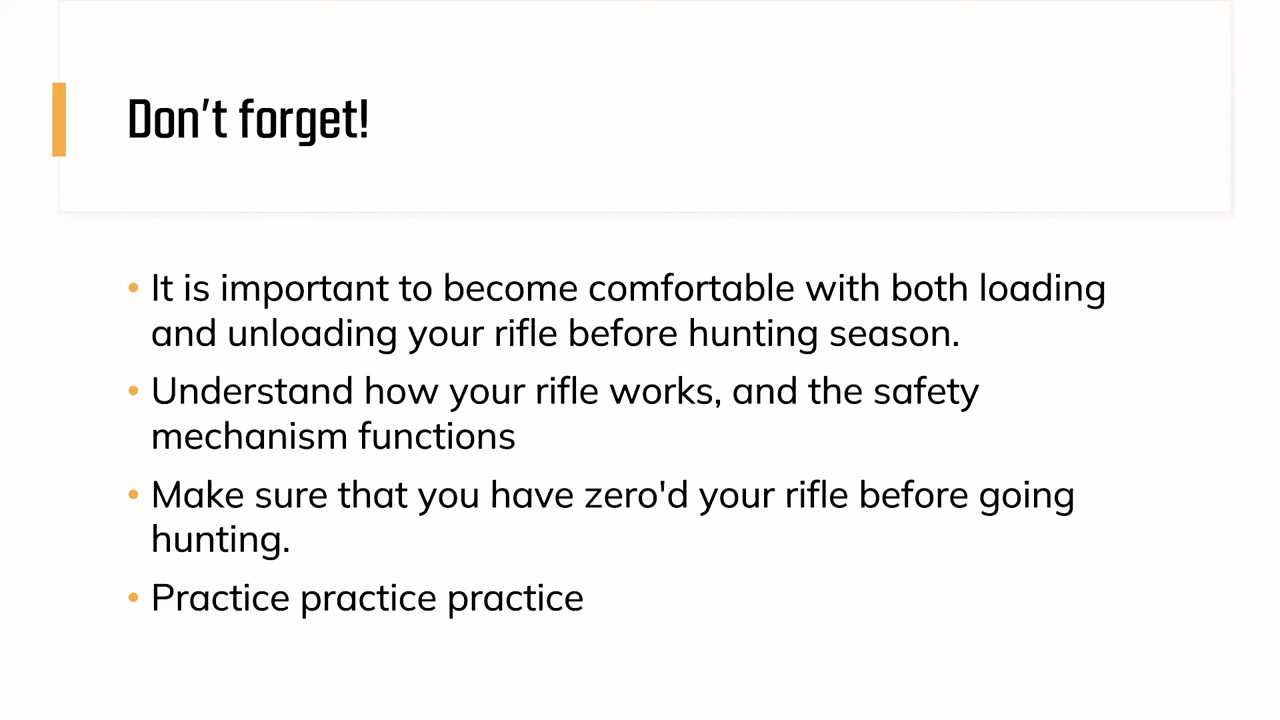 Don't forget!
• It is important to become comfortable with both loading
and unloading your rifle before hunting season.
• Understand how your rifle works, and the safety
mechanism functions
• Make sure that you have zero'd your rifle before going
hunting.
• Practice practice practice